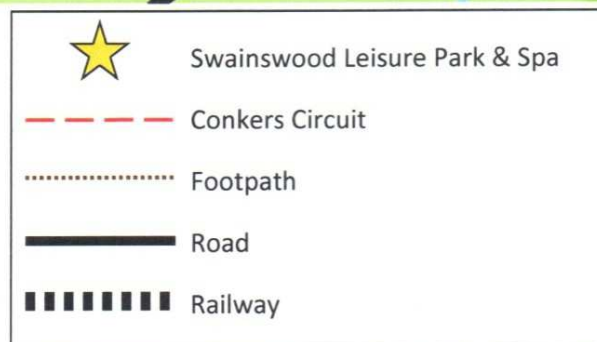 Swainswood Leisure Park & Spa
Conkers Circuit
Footpath
Road
Railway